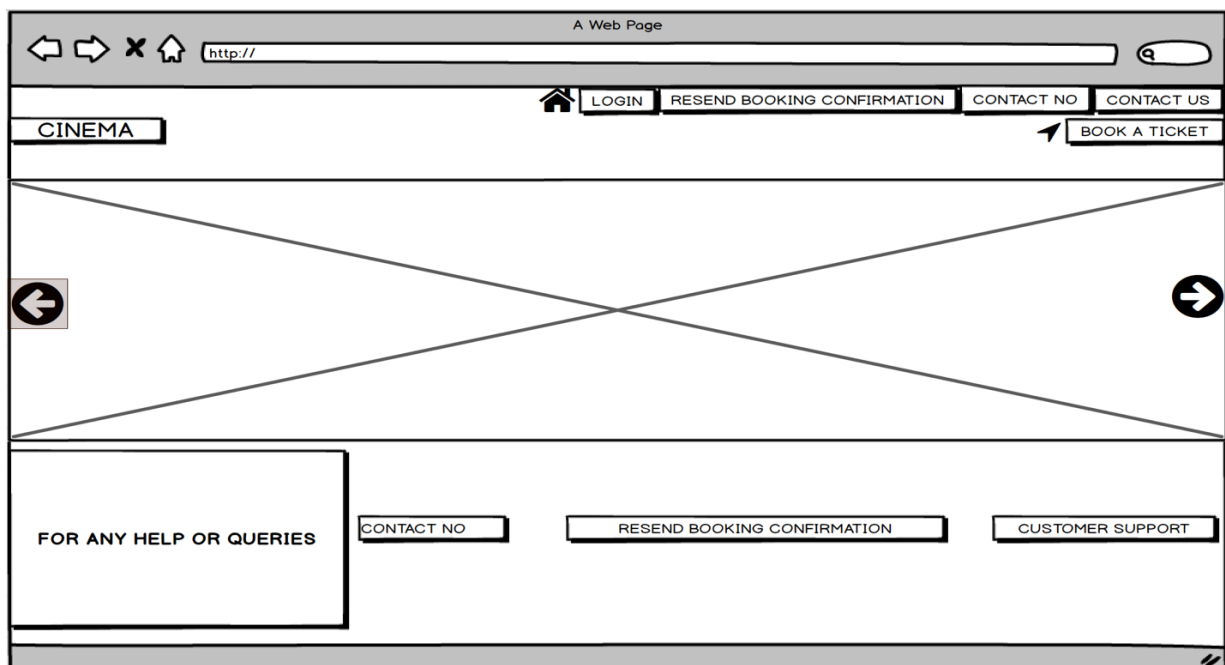 A Web Page
http://
LOGIN
RESEND BOOKING CONFIRMATION
CONTACT NO
CONTACT US
CINEMA
BOOK A TICKET
FOR ANY HELP OR QUERIES
CONTACT NO
RESEND BOOKING CONFIRMATION
CUSTOMER SUPPORT